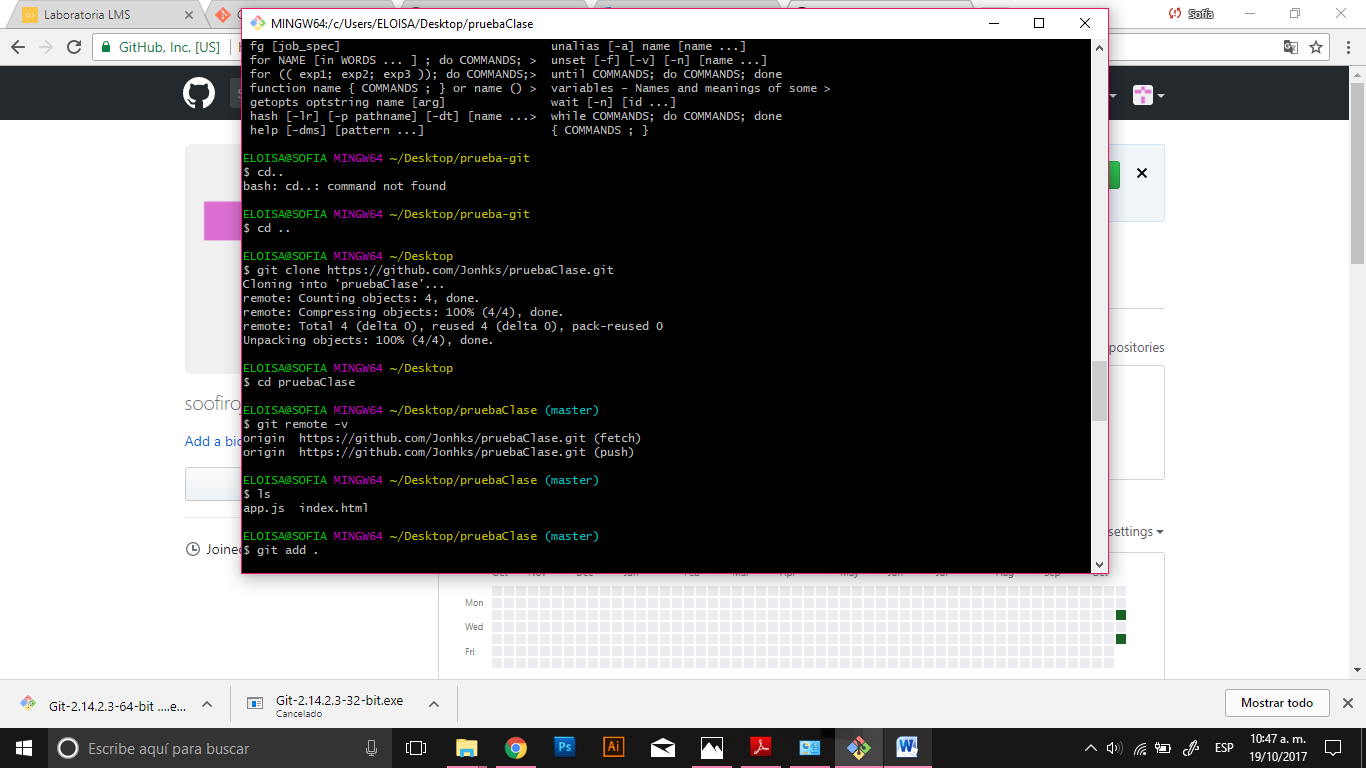 Laboratoria LMS
Sofía
MINGW64:/c/Users/ELOISA/Desktop/pruebaClase
GitHub, Inc. [US]
fg [job_spec] unalias [-a] name [name ...]
for NAME [in WORDS ... ] ; do COMMANDS; > unset [-f] [-v] [-n] [name ...]
for (( exp1; exp2; exp3 )); do COMMANDS;> until COMMANDS; do COMMANDS; done
function name { COMMANDS ; } or name () > variables - Names and meanings of some >
getopts optstring name [arg] wait [-n] [id ...]
hash [-lr] [-p pathname] [-dt] [name ...> while COMMANDS; do COMMANDS; done
help [-dms] [pattern ...] { COMMANDS ; }
ELOISA@SOFIA MINGW64 ~/Desktop/prueba-git
$ cd..
bash: cd..: command not found
ELOISA@SOFIA MINGW64 ~/Desktop/prueba-git
$ cd ..
ELOISA@SOFIA MINGW64 ~/Desktop
$ git clone https://github.com/Jonhks/pruebaClase.git
Cloning into 'pruebaClase'...
remote: Counting objects: 4, done.
remote: Compressing objects: 100% (4/4), done.
remote: Total 4 (delta 0), reused 4 (delta 0), pack-reused 0
Unpacking objects: 100% (4/4), done.
ELOISA@SOFIA MINGW64 ~/Desktop
$ cd pruebaClase
ELOISA@SOFIA MINGW64 ~/Desktop/pruebaClase (master)
$ git remote -v
origin https://github.com/Jonhks/pruebaClase.git (fetch)
origin https://github.com/Jonhks/pruebaClase.git (push)
ELOISA@SOFIA MINGW64 ~/Desktop/pruebaClase (master)
$ ls
app.js index.html
ELOISA@SOFIA MINGW64 ~/Desktop/pruebaClase (master)
$ git add .
positories
soofiro
Add a bio
settings
Joined
Mon
Wed
Fri
Git-2.14.2.3-64-bit ....e...
Git-2.14.2.3-32-bit.exe
Cancelado
Mostrar todo
Escribe aquí para buscar
Ps
Ai
W
ESP
10:47 a. m.
19/10/2017